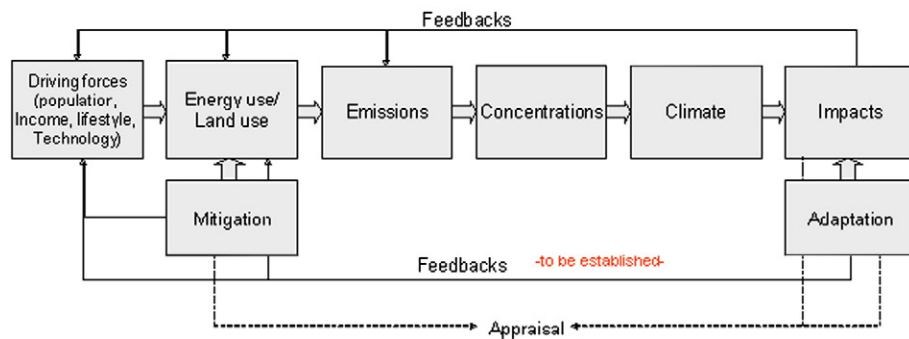 Feedbacks
Driving forces
(populatior,
Income, lifestyle,
Technology)
Energy use/
Land use
Emissions
Concentrations
Climate
Impacts
Mitigation
Adaptation
Feedbacks -to be established-
Appraisal